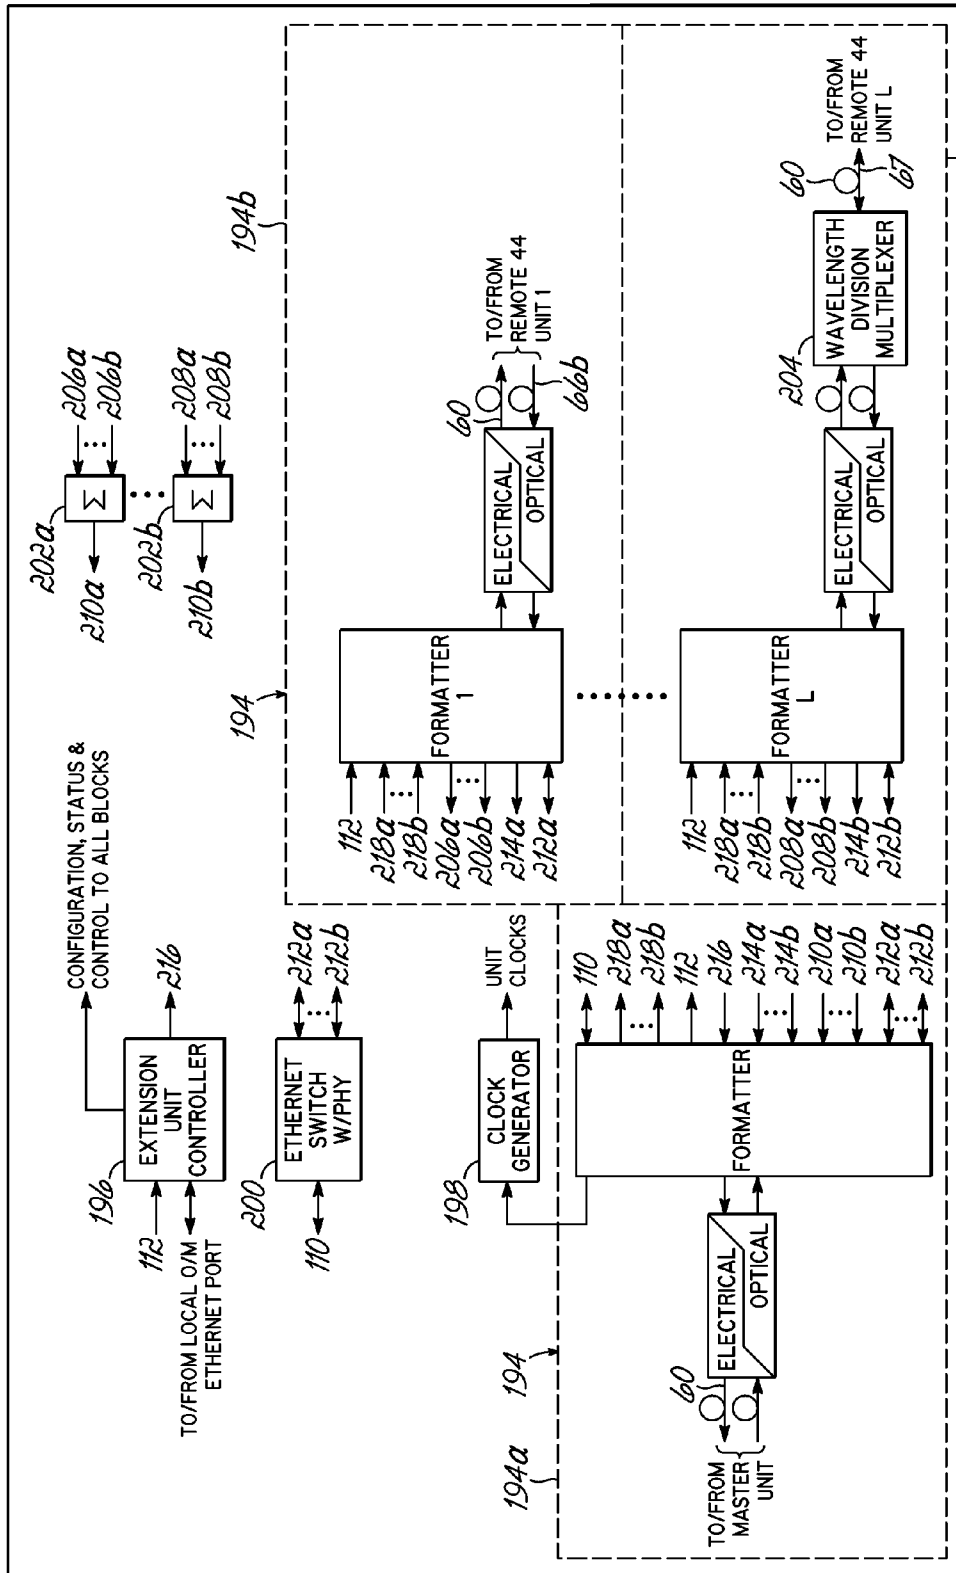 CONFIGURATION, STATUS &
CONTROL TO ALL BLOCKS
196
EXTENSION
UNIT
CONTROLLER
216
112
TO/FROM LOCAL O/M
ETHERNET PORT
200
ETHERNET
SWITCH
W/PHY
110
212a
212b
198
CLOCK
GENERATOR
UNIT
CLOCKS
202a
Σ
206a
206b
210a
202b
Σ
208a
208b
210b
194
194b
112
218a
218b
206a
206b
214a
212a
FORMATTER
1
ELECTRICAL
OPTICAL
60
66b
TO/FROM
REMOTE 44
UNIT 1
112
218a
218b
208a
208b
214b
212b
FORMATTER
L
ELECTRICAL
OPTICAL
204
WAVELENGTH
DIVISION
MULTIPLEXER
60
67
TO/FROM
REMOTE 44
UNIT L
194a
194
TO/FROM
MASTER
UNIT
60
ELECTRICAL
OPTICAL
FORMATTER
110
218a
218b
112
216
214a
214b
210a
210b
212a
212b